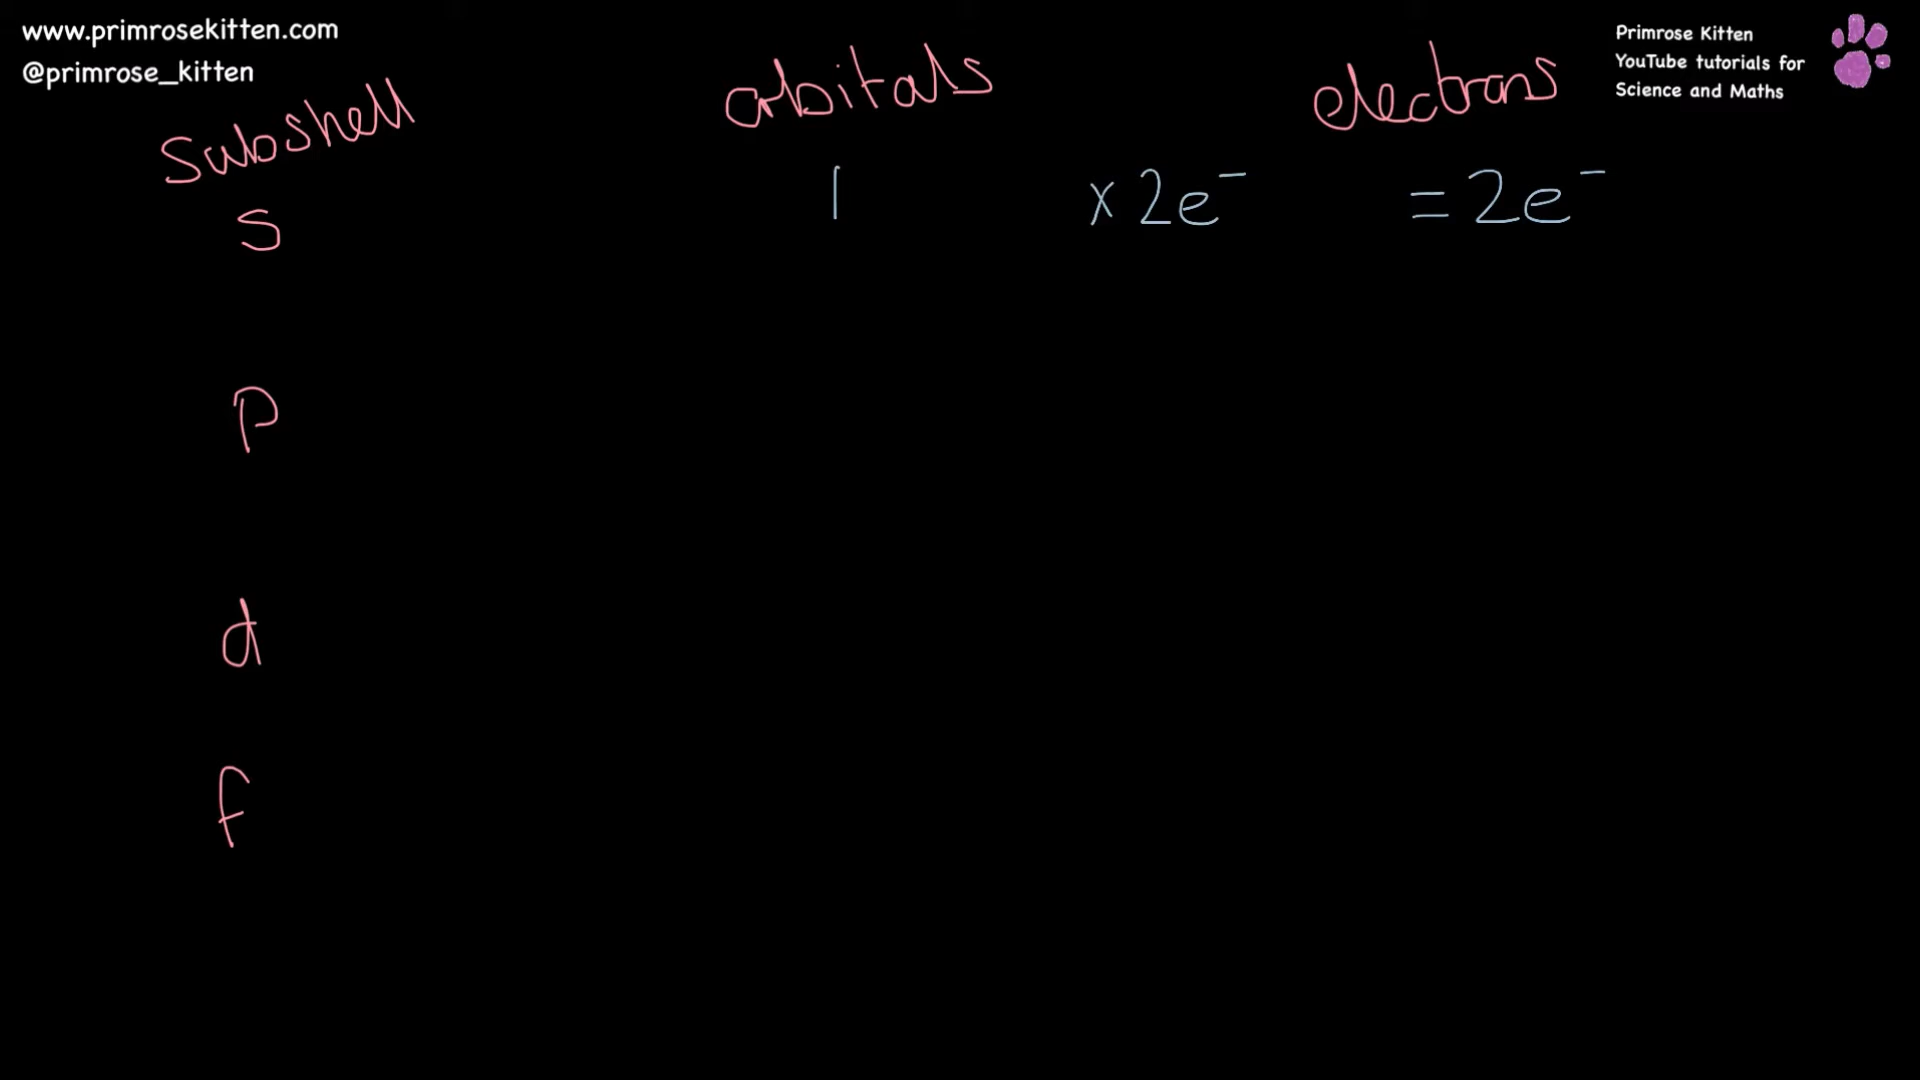 www.primrosekitten.com
@primrose_kitten
Primrose Kitten
YouTube tutorials for
Science and Maths
Subshell orbitals electrons
s 1 × 2e⁻ = 2e⁻
p
d
f